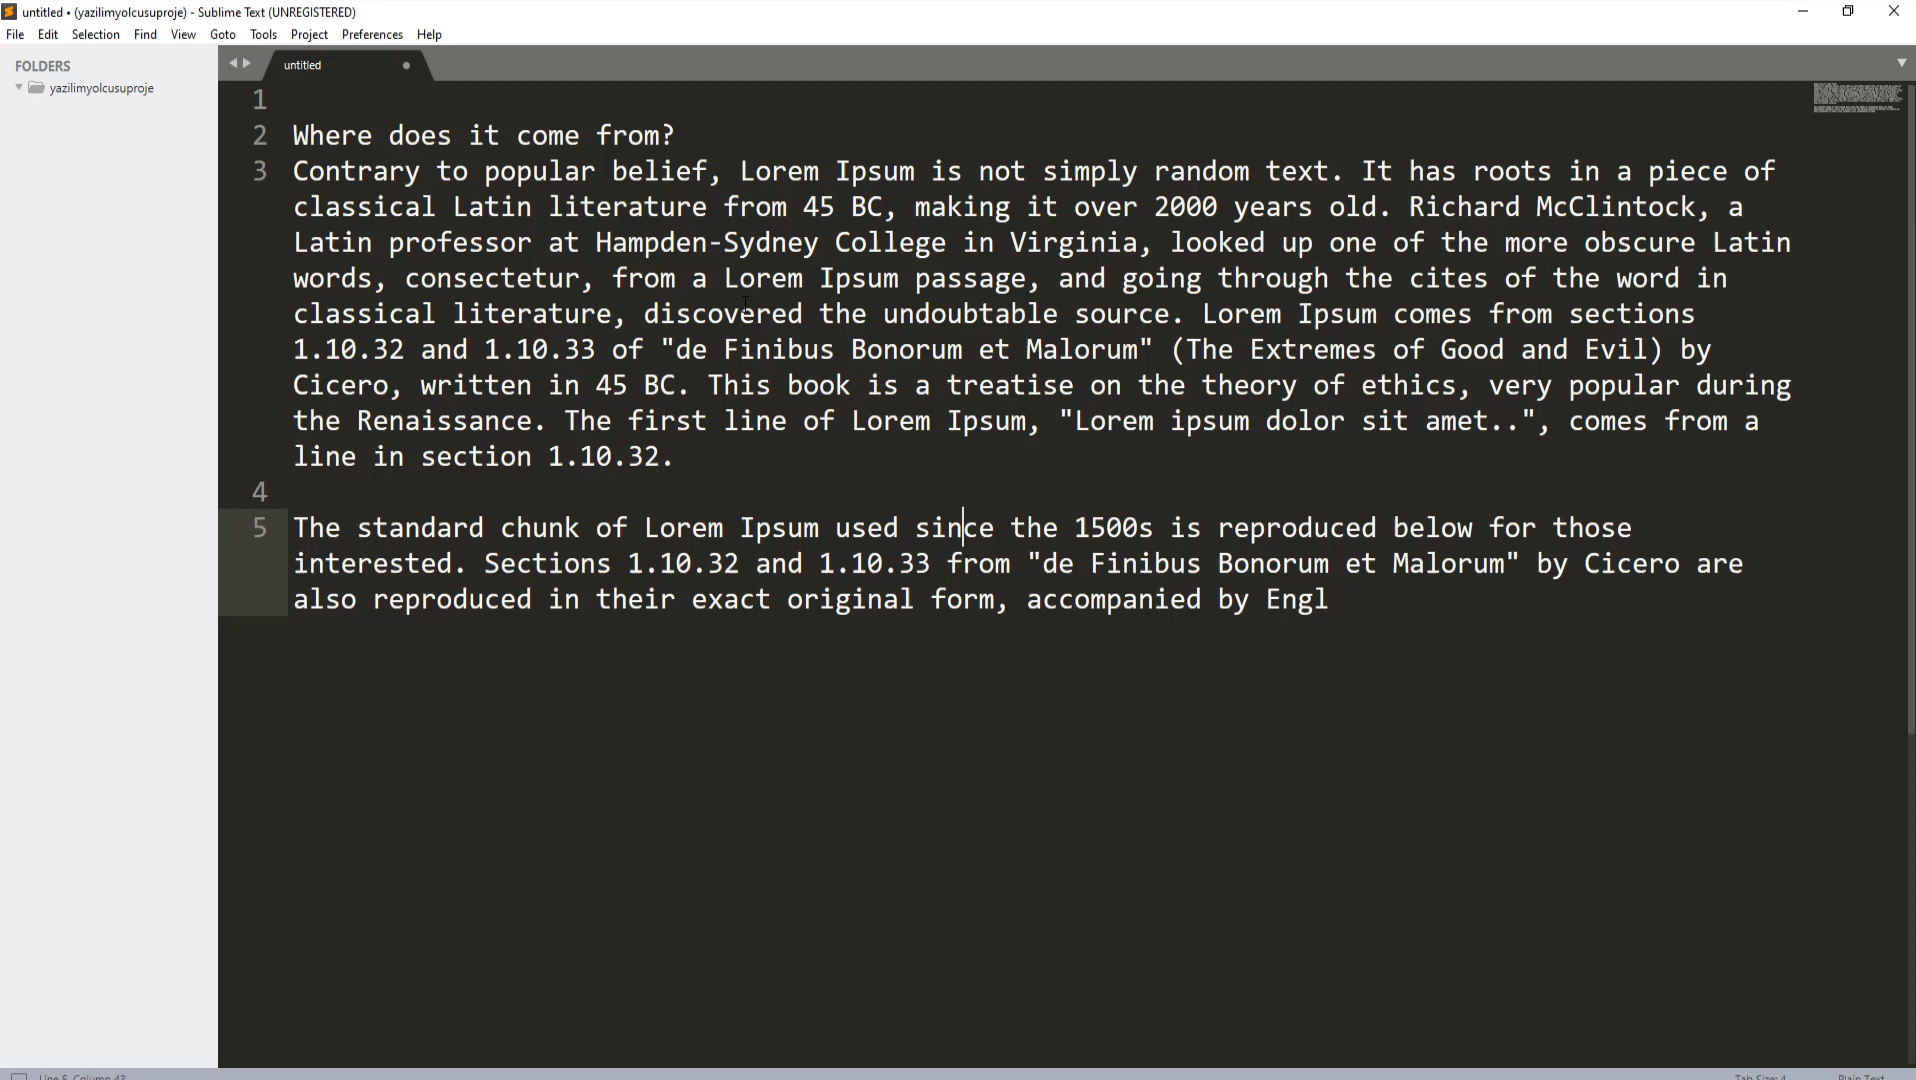 untitled • (yazilimyolcusuproje) - Sublime Text (UNREGISTERED)
File Edit Selection Find View Goto Tools Project Preferences Help
FOLDERS
yazilimyolcusuproje
untitled
1
2 Where does it come from?
3 Contrary to popular belief, Lorem Ipsum is not simply random text. It has roots in a piece of
classical Latin literature from 45 BC, making it over 2000 years old. Richard McClintock, a
Latin professor at Hampden-Sydney College in Virginia, looked up one of the more obscure Latin
words, consectetur, from a Lorem Ipsum passage, and going through the cites of the word in
classical literature, discovered the undoubtable source. Lorem Ipsum comes from sections
1.10.32 and 1.10.33 of "de Finibus Bonorum et Malorum" (The Extremes of Good and Evil) by
Cicero, written in 45 BC. This book is a treatise on the theory of ethics, very popular during
the Renaissance. The first line of Lorem Ipsum, "Lorem ipsum dolor sit amet..", comes from a
line in section 1.10.32.
4
5 The standard chunk of Lorem Ipsum used since the 1500s is reproduced below for those
interested. Sections 1.10.32 and 1.10.33 from "de Finibus Bonorum et Malorum" by Cicero are
also reproduced in their exact original form, accompanied by Engl
Line 5, Column 43 Tab Size: 4 Plain Text